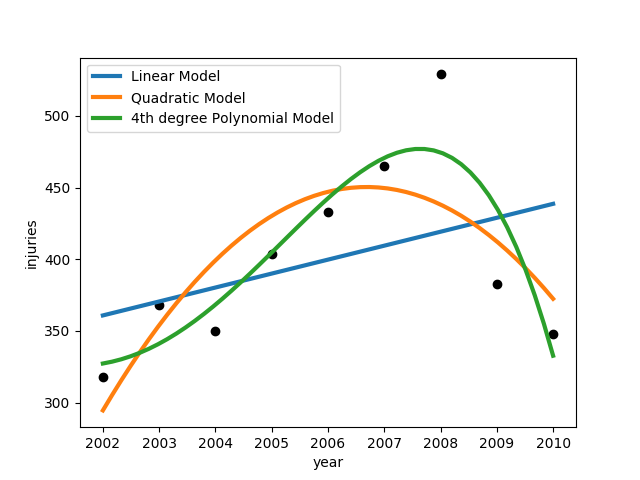 Linear Model
Quadratic Model
4th degree Polynomial Model
500
450
400
350
300
injuries
2002 2003 2004 2005 2006 2007 2008 2009 2010
year